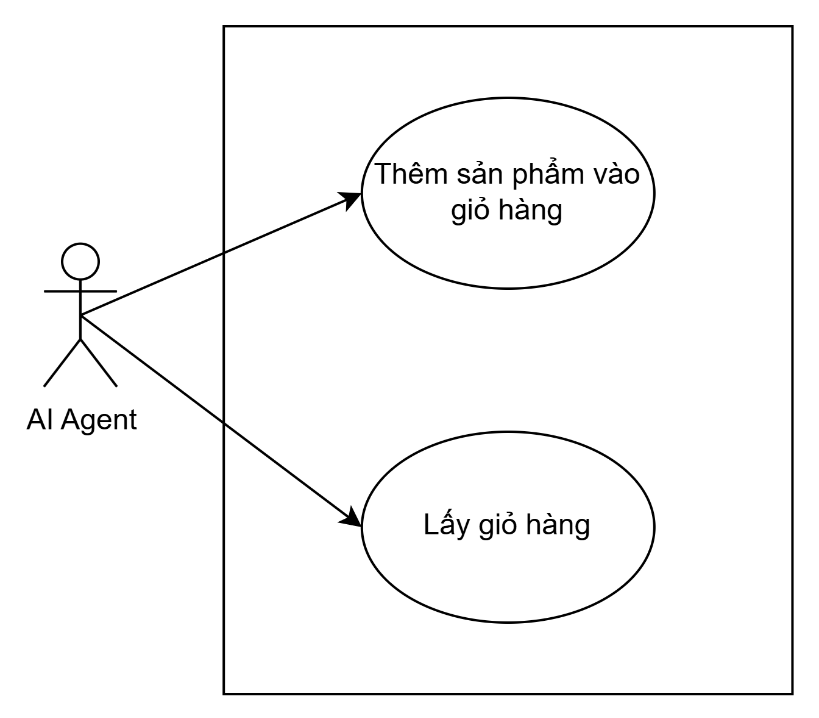 Thêm sản phẩm vào
giỏ hàng
AI Agent
Lấy giỏ hàng